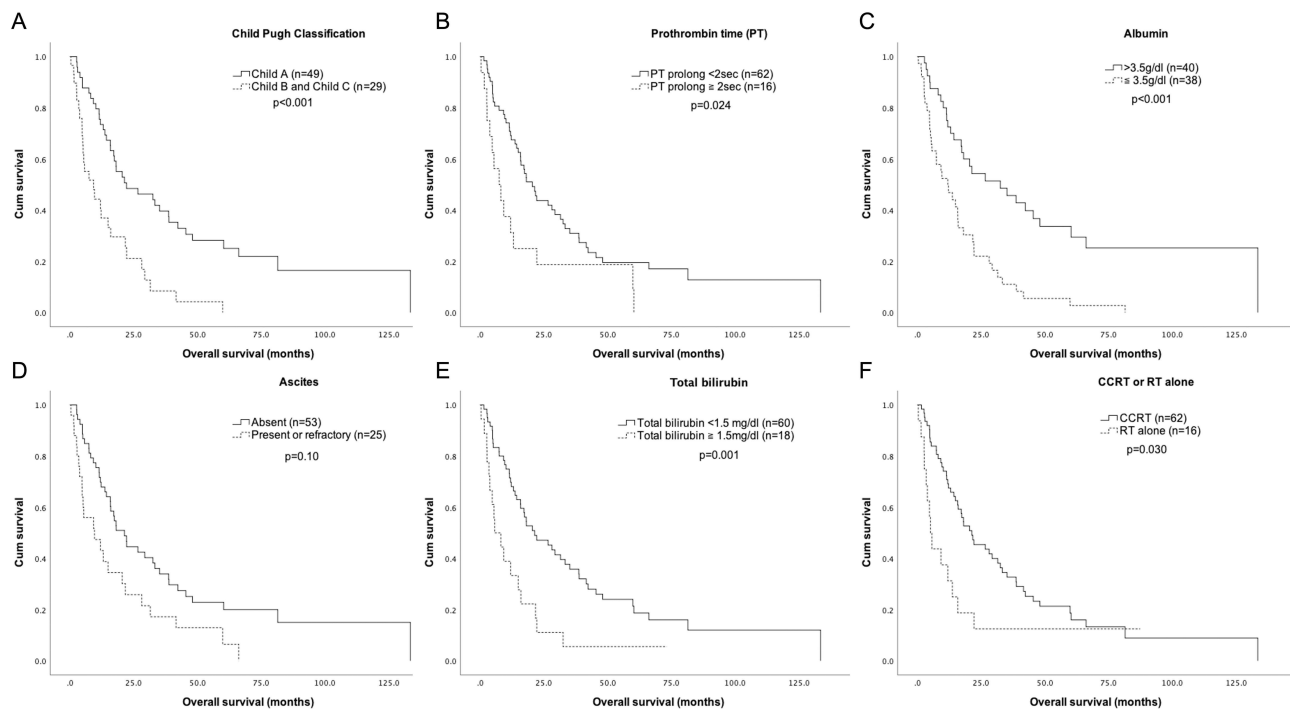 A
Child Pugh Classification
Child A (n=49)
Child B and Child C (n=29)
p<0.001
1.0
0.8
0.6
0.4
0.2
0.0
Cum survival
.0 25.0 50.0 75.0 100.0 125.0
Overall survival (months)
B
Prothrombin time (PT)
PT prolong <2sec (n=62)
PT prolong ≧ 2sec (n=16)
p=0.024
1.0
0.8
0.6
0.4
0.2
0.0
Cum survival
.0 25.0 50.0 75.0 100.0 125.0
Overall survival (months)
C
Albumin
>3.5g/dl (n=40)
≦ 3.5g/dl (n=38)
p<0.001
1.0
0.8
0.6
0.4
0.2
0.0
Cum survival
.0 25.0 50.0 75.0 100.0 125.0
Overall survival (months)
D
Ascites
Absent (n=53)
Present or refractory (n=25)
p=0.10
1.0
0.8
0.6
0.4
0.2
0.0
Cum survival
.0 25.0 50.0 75.0 100.0 125.0
Overall survival (months)
E
Total bilirubin
Total bilirubin <1.5 mg/dl (n=60)
Total bilirubin ≧ 1.5mg/dl (n=18)
p=0.001
1.0
0.8
0.6
0.4
0.2
0.0
Cum survival
.0 25.0 50.0 75.0 100.0 125.0
Overall survival (months)
F
CCRT or RT alone
CCRT (n=62)
RT alone (n=16)
p=0.030
1.0
0.8
0.6
0.4
0.2
0.0
Cum survival
.0 25.0 50.0 75.0 100.0 125.0
Overall survival (months)